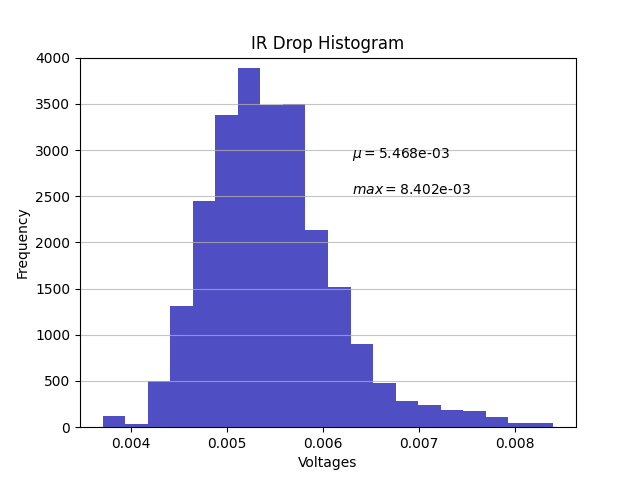 IR Drop Histogram
4000
3500
3000
2500
2000
1500
1000
500
0
Frequency
μ = 5.468e-03
max = 8.402e-03
0.004 0.005 0.006 0.007 0.008
Voltages